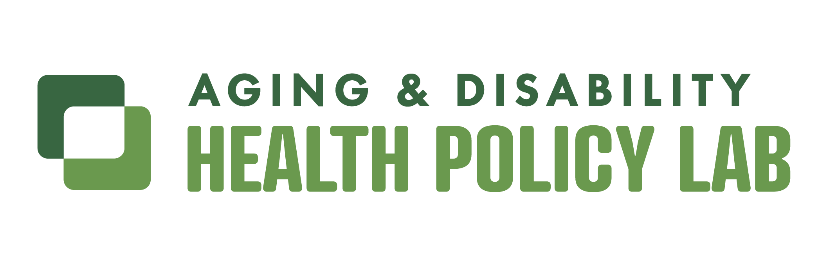 AGING & DISABILITY
HEALTH POLICY LAB